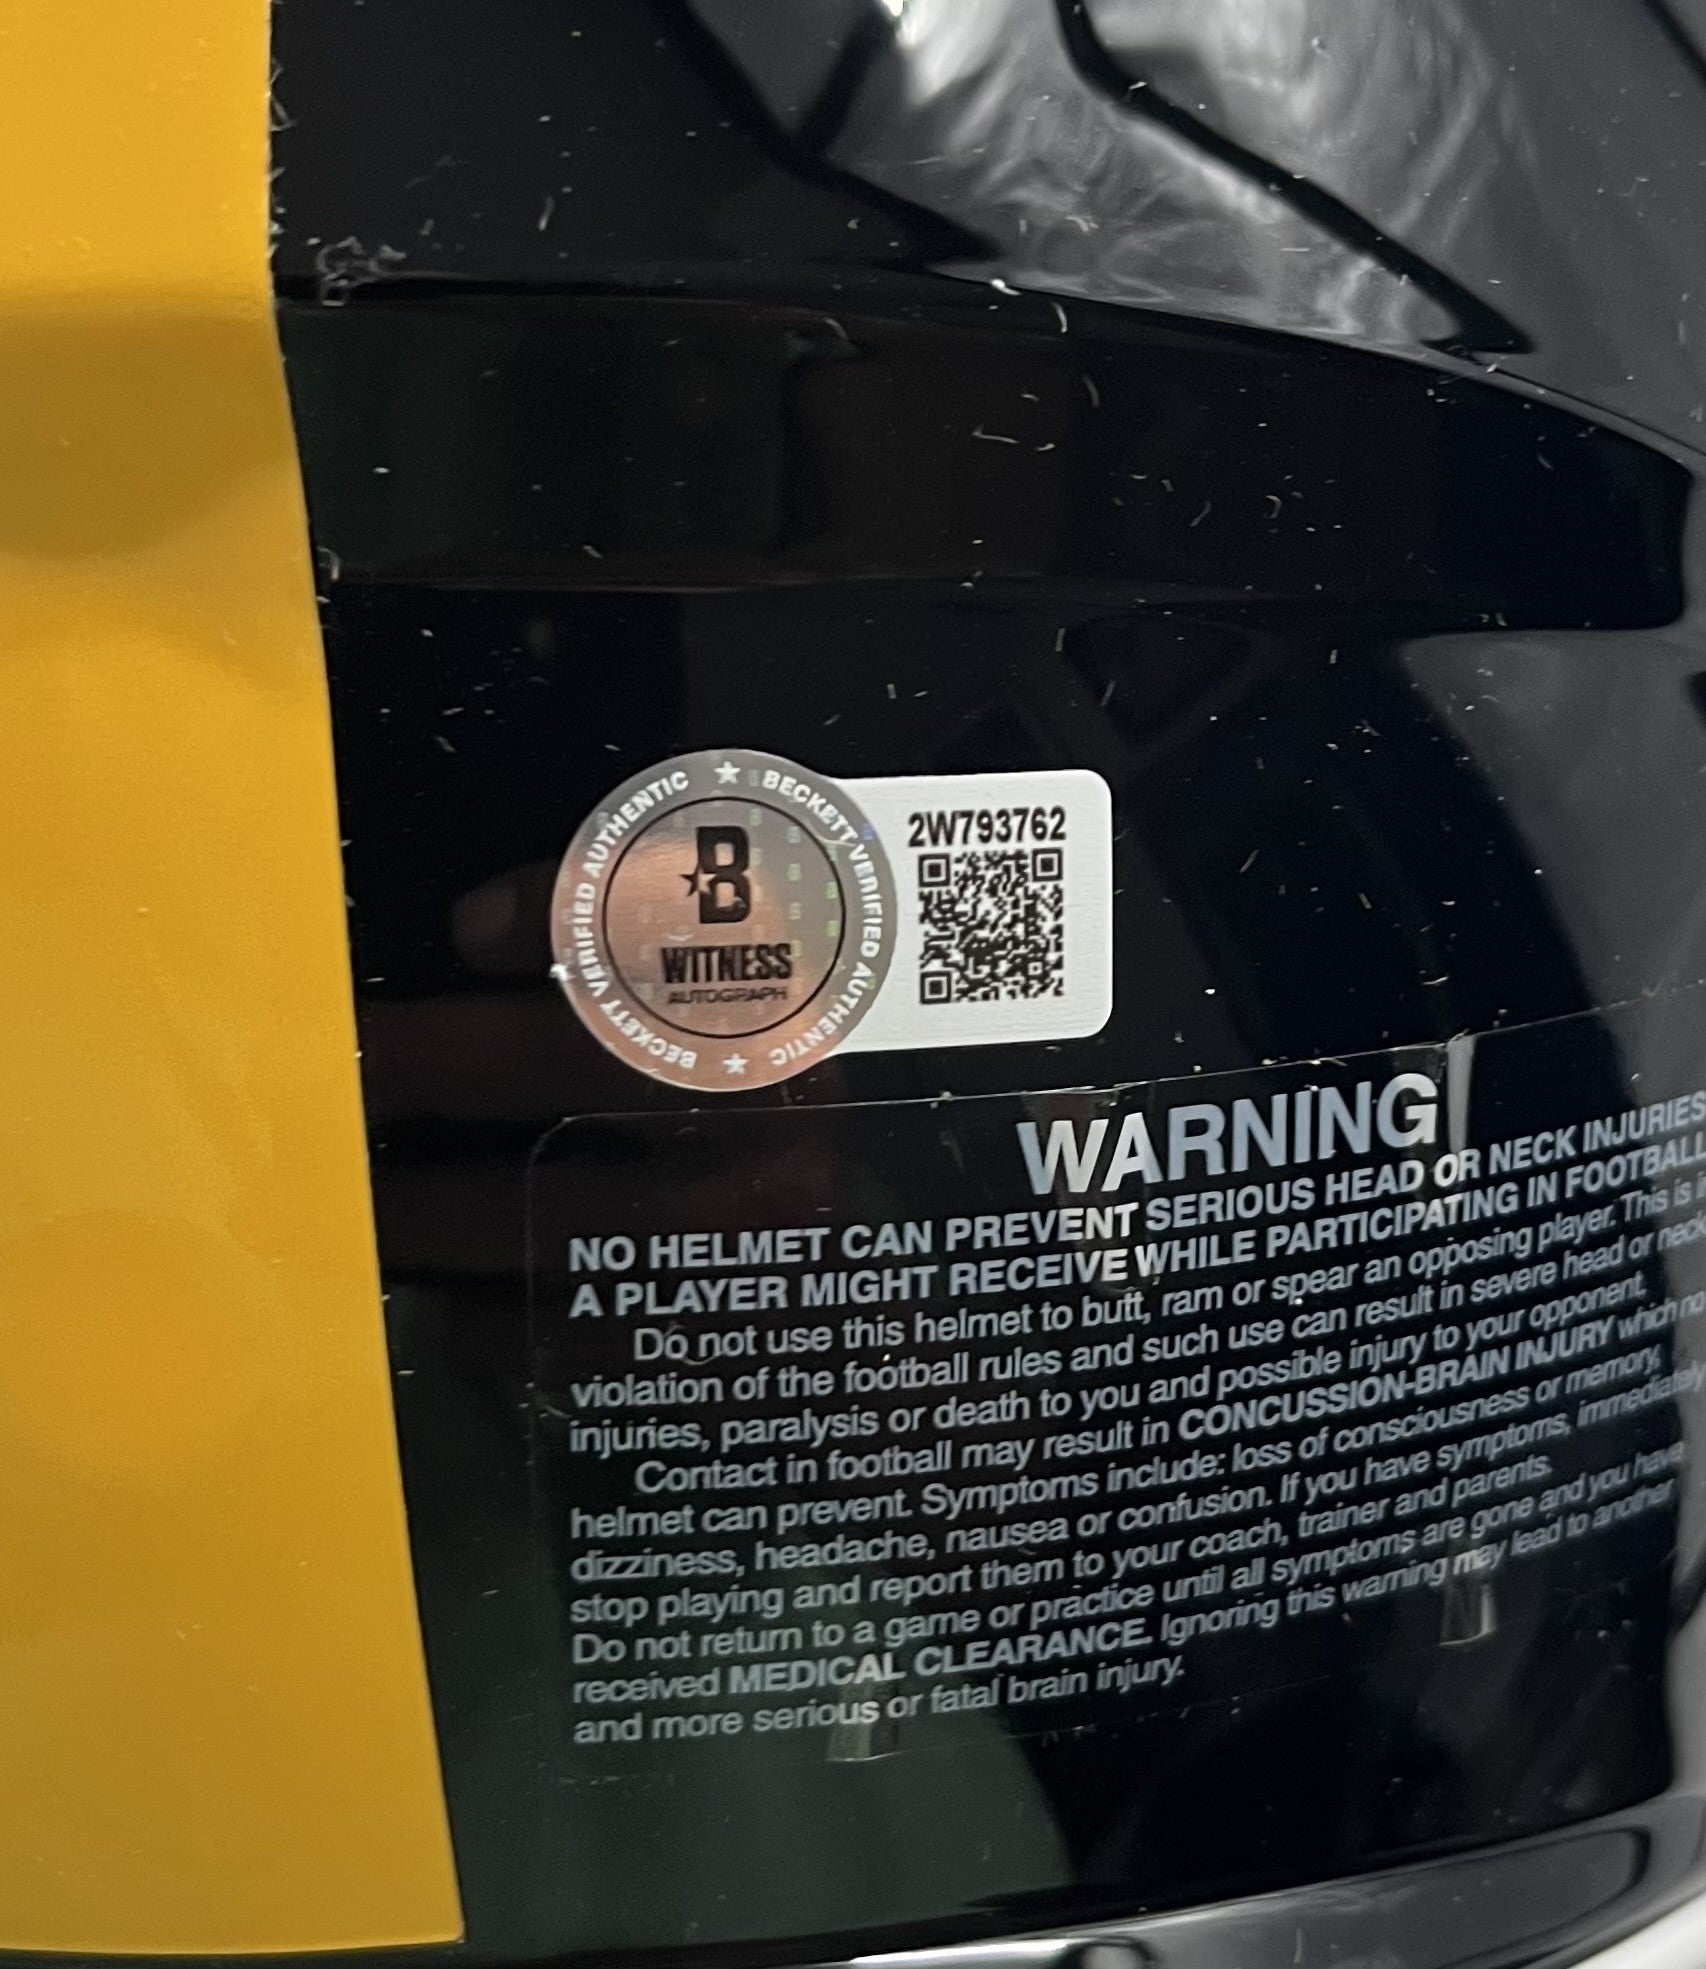 ★ BECKETT VERIFIED AUTHENTIC ★ BECKETT VERIFIED AUTHENTIC
B
WITNESS
AUTOGRAPH
2W793762
WARNING
NO HELMET CAN PREVENT SERIOUS HEAD OR NECK INJURIES
A PLAYER MIGHT RECEIVE WHILE PARTICIPATING IN FOOTBALL
Do not use this helmet to butt, ram or spear an opposing player. This is
violation of the football rules and such use can result in severe head or neck
injuries, paralysis or death to you and possible injury to your opponent.
Contact in football may result in CONCUSSION-BRAIN INJURY which no
helmet can prevent. Symptoms include: loss of consciousness or memory,
dizziness, headache, nausea or confusion. If you have symptoms, immediately
stop playing and report them to your coach, trainer and parents.
Do not return to a game or practice until all symptoms are gone and you have
received MEDICAL CLEARANCE. Ignoring this warning may lead to another
and more serious or fatal brain injury.